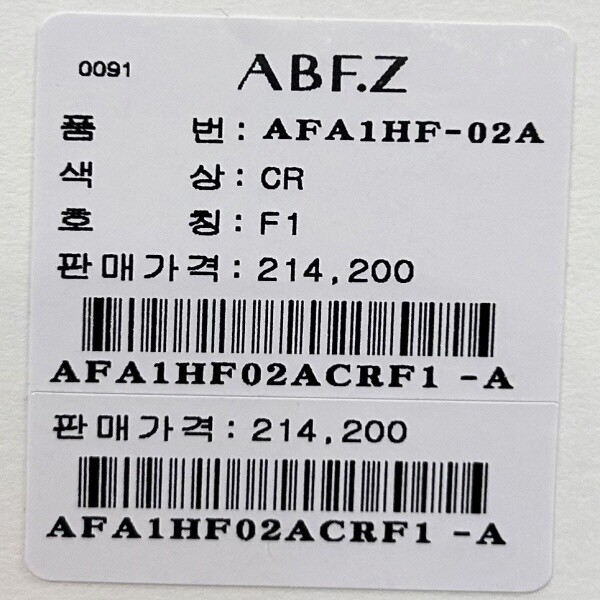 0091 ABF.Z
품 번 : AFA1HF-02A
색 상 : CR
호 칭 : F1
판매가격 : 214,200
AFA1HF02ACRF1 -A
판매가격 : 214,200
AFA1HF02ACRF1 -A